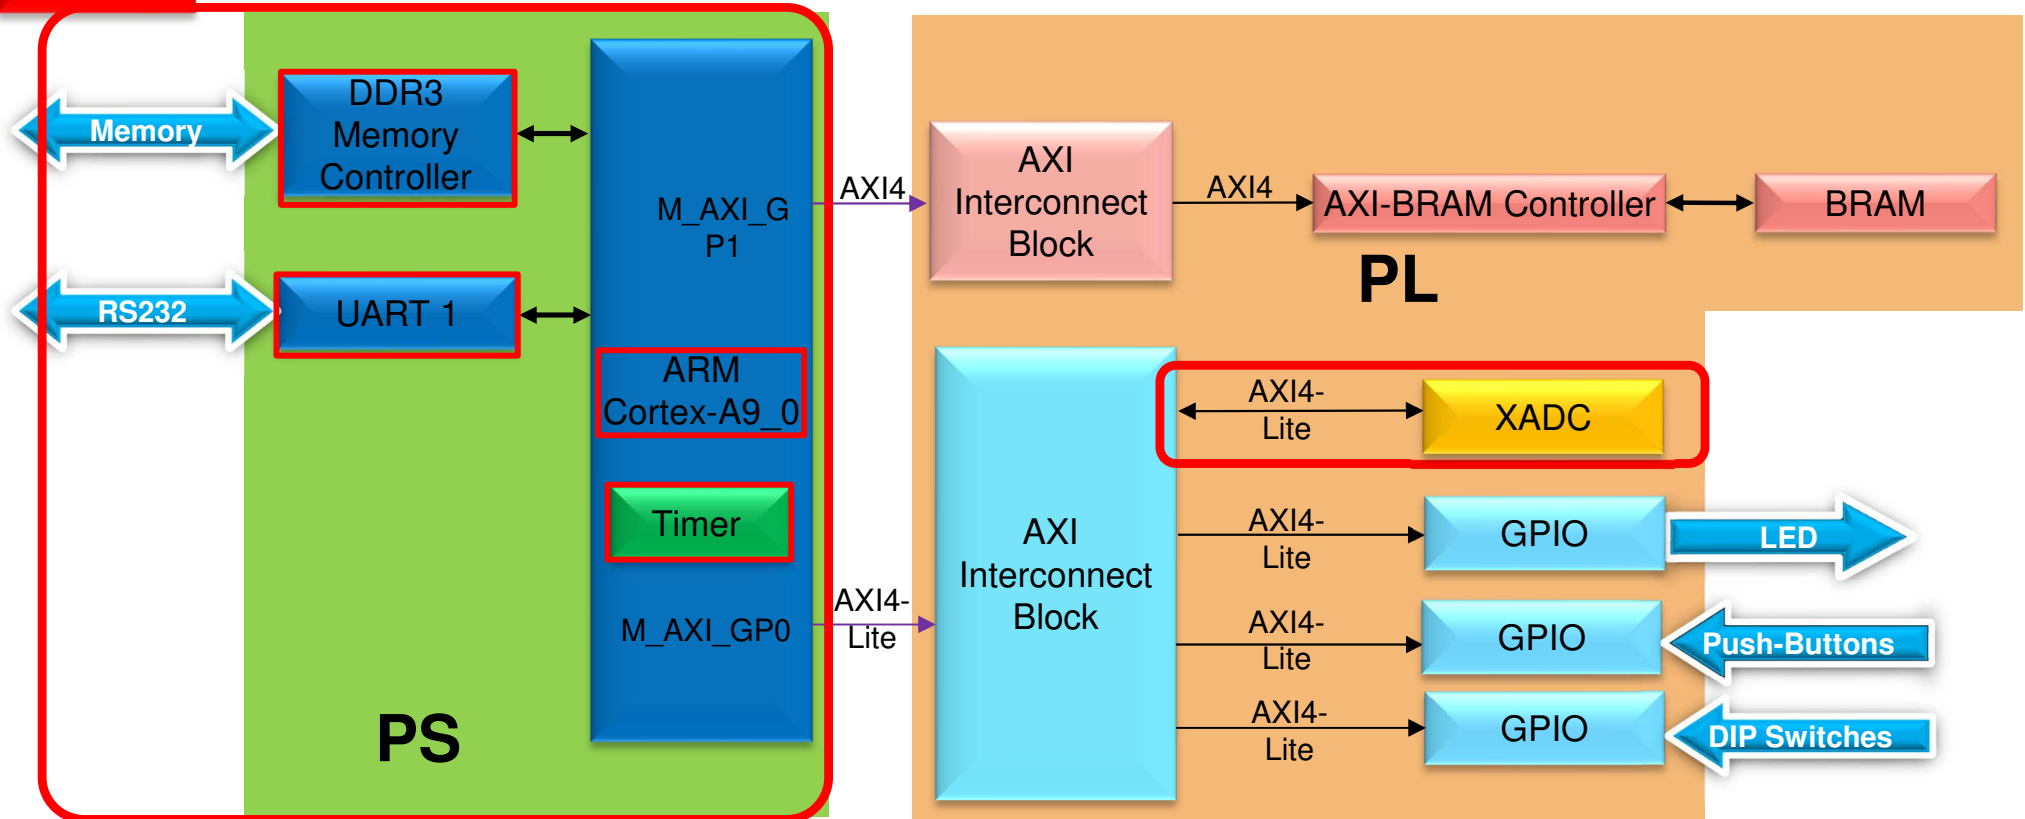 Memory
DDR3
Memory
Controller
RS232
UART 1
M_AXI_G
P1
ARM
Cortex-A9_0
Timer
M_AXI_GP0
PS
AXI4
AXI4-
Lite
AXI
Interconnect
Block
AXI4
AXI-BRAM Controller
BRAM
PL
AXI
Interconnect
Block
AXI4-
Lite
XADC
AXI4-
Lite
GPIO
LED
AXI4-
Lite
GPIO
Push-Buttons
AXI4-
Lite
GPIO
DIP Switches